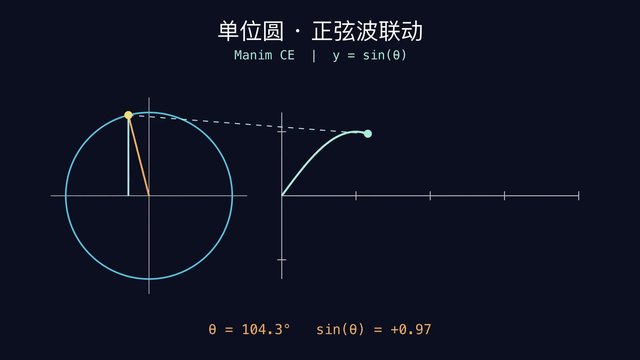 单位圆 · 正弦波联动
Manim CE | y = sin(θ)
θ = 104.3° sin(θ) = +0.97